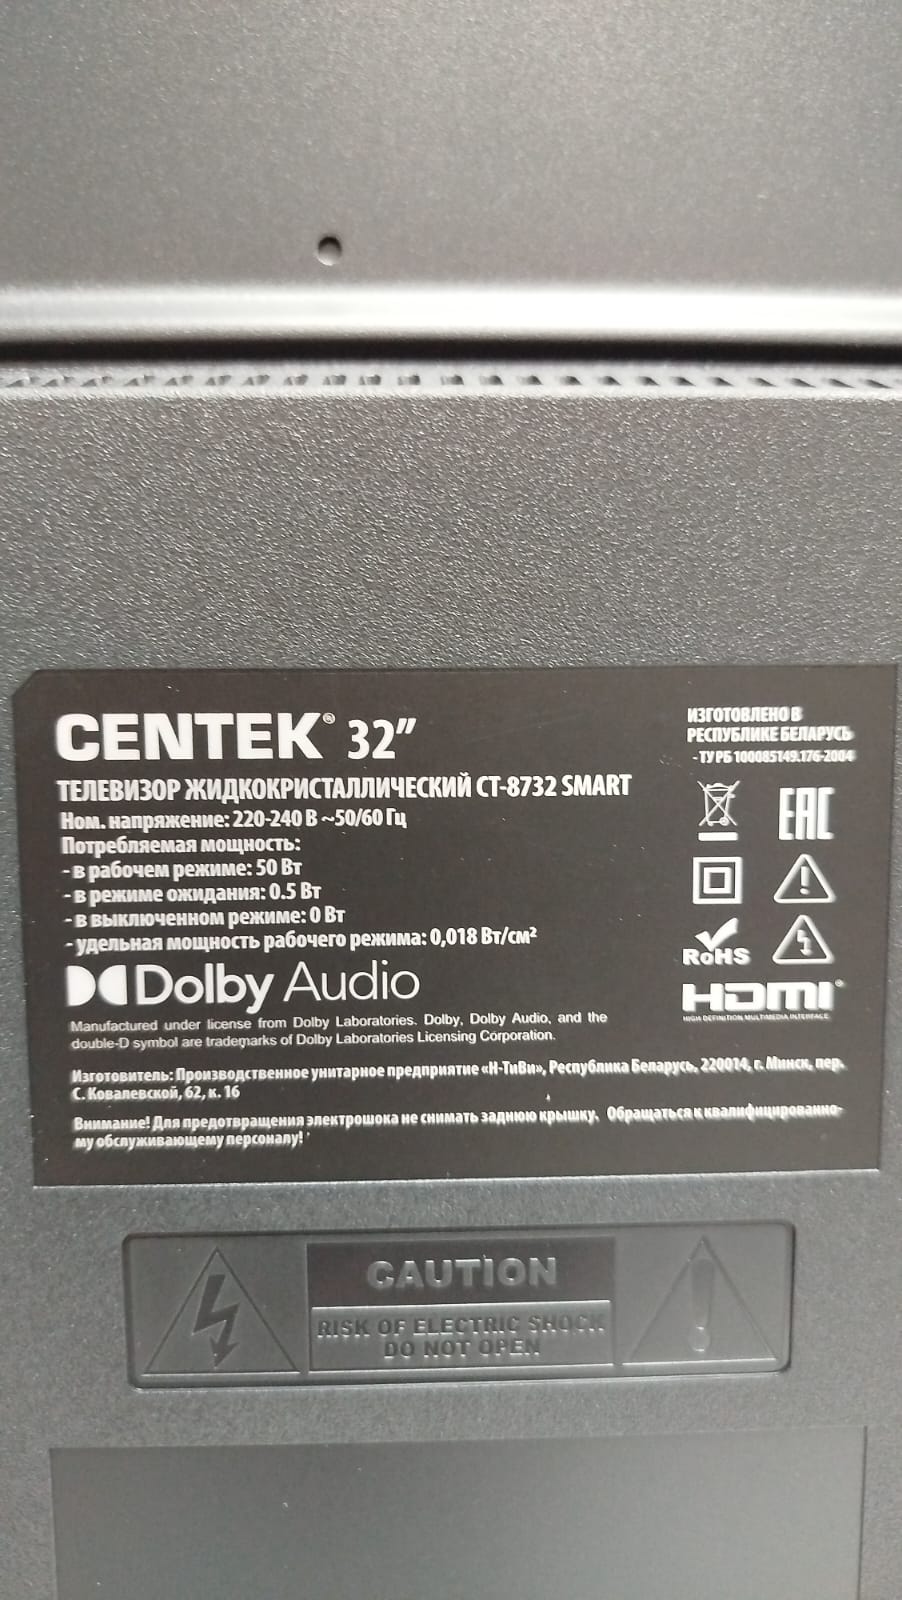 CENTEK® 32”
ТЕЛЕВИЗОР ЖИДКОКРИСТАЛЛИЧЕСКИЙ CT-8732 SMART
Ном. напряжение: 220-240 В ~50/60 Гц
Потребляемая мощность:
- в рабочем режиме: 50 Вт
- в режиме ожидания: 0.5 Вт
- в выключенном режиме: 0 Вт
- удельная мощность рабочего режима: 0,018 Вт/см²
Dolby Audio
Manufactured under license from Dolby Laboratories. Dolby, Dolby Audio, and the
double-D symbol are trademarks of Dolby Laboratories Licensing Corporation.
ИЗГОТОВЛЕНО В
РЕСПУБЛИКЕ БЕЛАРУСЬ
- ТУ РБ 100085149.176-2004
EAC
RoHS
HDMI®
HIGH DEFINITION MULTIMEDIA INTERFACE
Изготовитель: Производственное унитарное предприятие «Н-ТиВи», Республика Беларусь, 220014, г. Минск, пер.
С. Ковалевской, 62, к. 16
Внимание! Для предотвращения электрошока не снимать заднюю крышку. Обращаться к квалифицированно-
му обслуживающему персоналу!
CAUTION
RISK OF ELECTRIC SHOCK
DO NOT OPEN